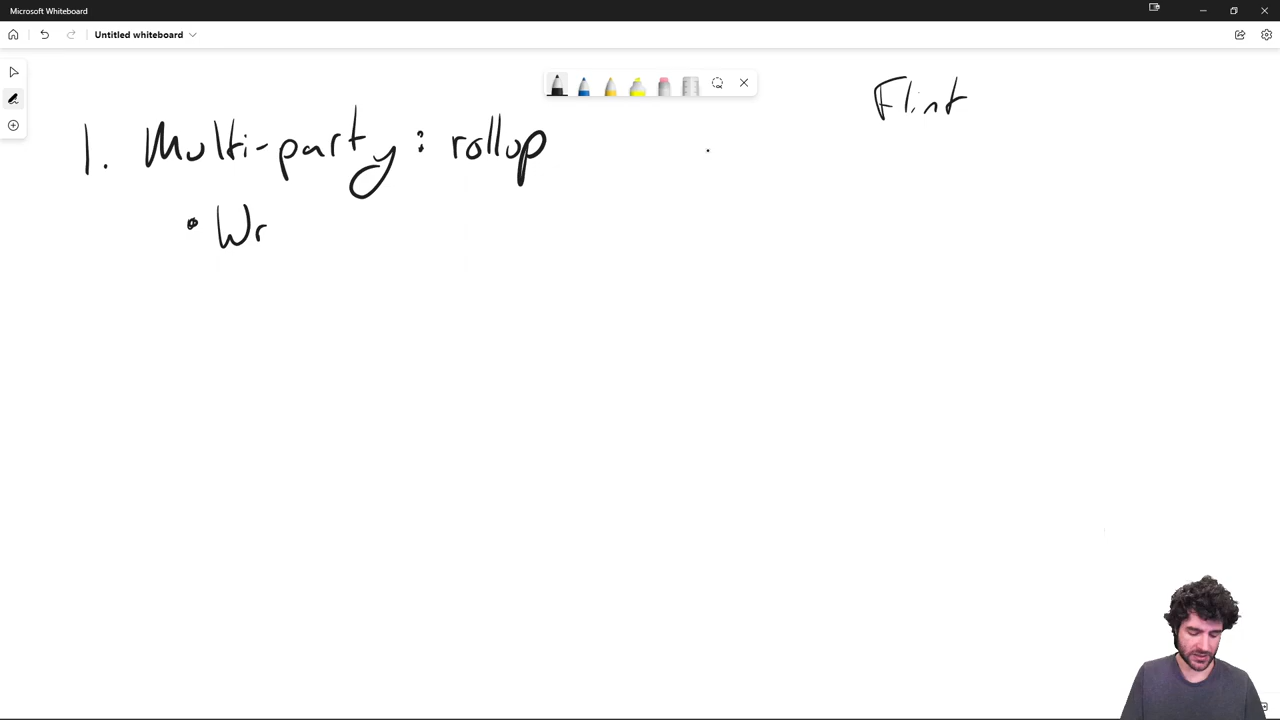 Microsoft Whiteboard
Untitled whiteboard
Flint
1. Multi-party: rollup
• Wr